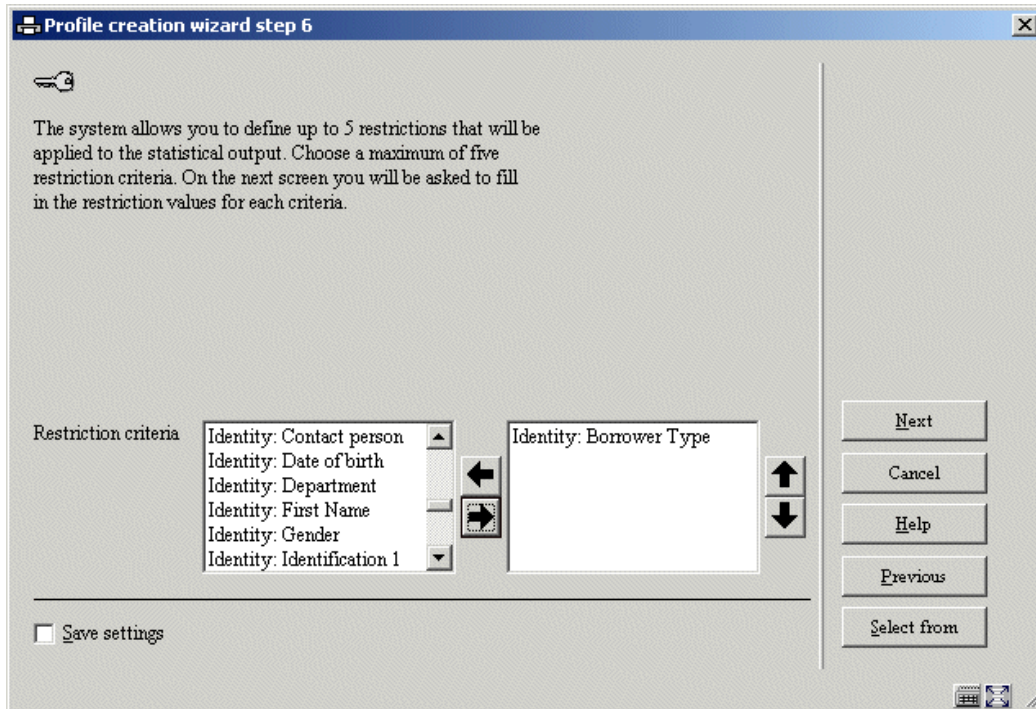 Profile creation wizard step 6
The system allows you to define up to 5 restrictions that will be
applied to the statistical output. Choose a maximum of five
restriction criteria. On the next screen you will be asked to fill
in the restriction values for each criteria.
Restriction criteria
Identity: Contact person
Identity: Date of birth
Identity: Department
Identity: First Name
Identity: Gender
Identity: Identification 1
Identity: Borrower Type
Next
Cancel
Help
Previous
Select from
Save settings